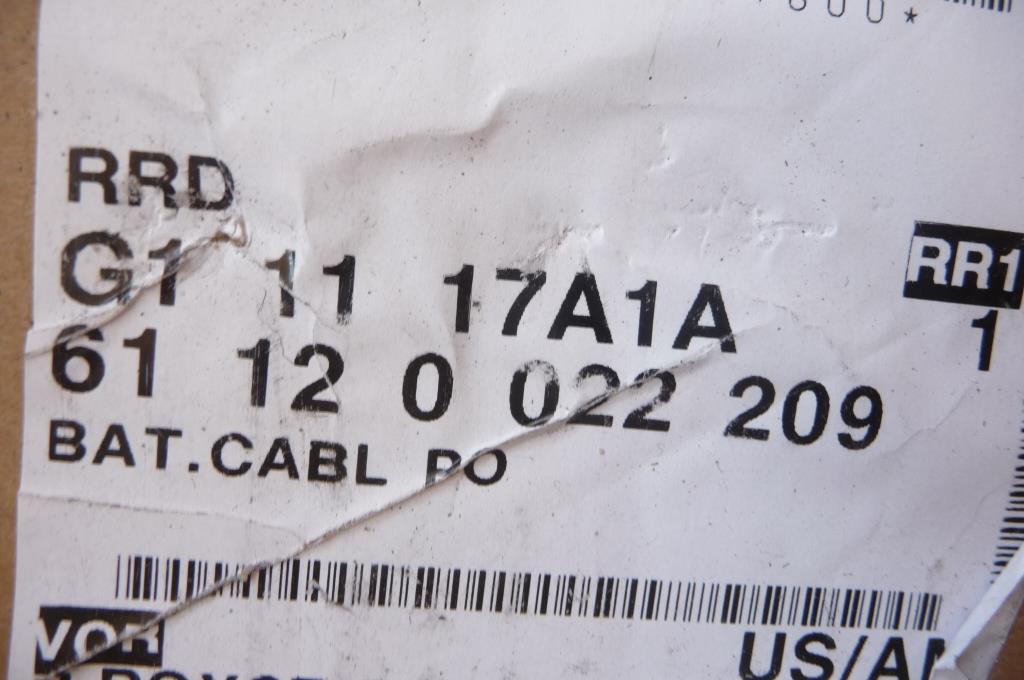 RRD
G1 11 17A1A RR1
61 12 0 022 209 1
BAT.CABL PO
VOR US/A